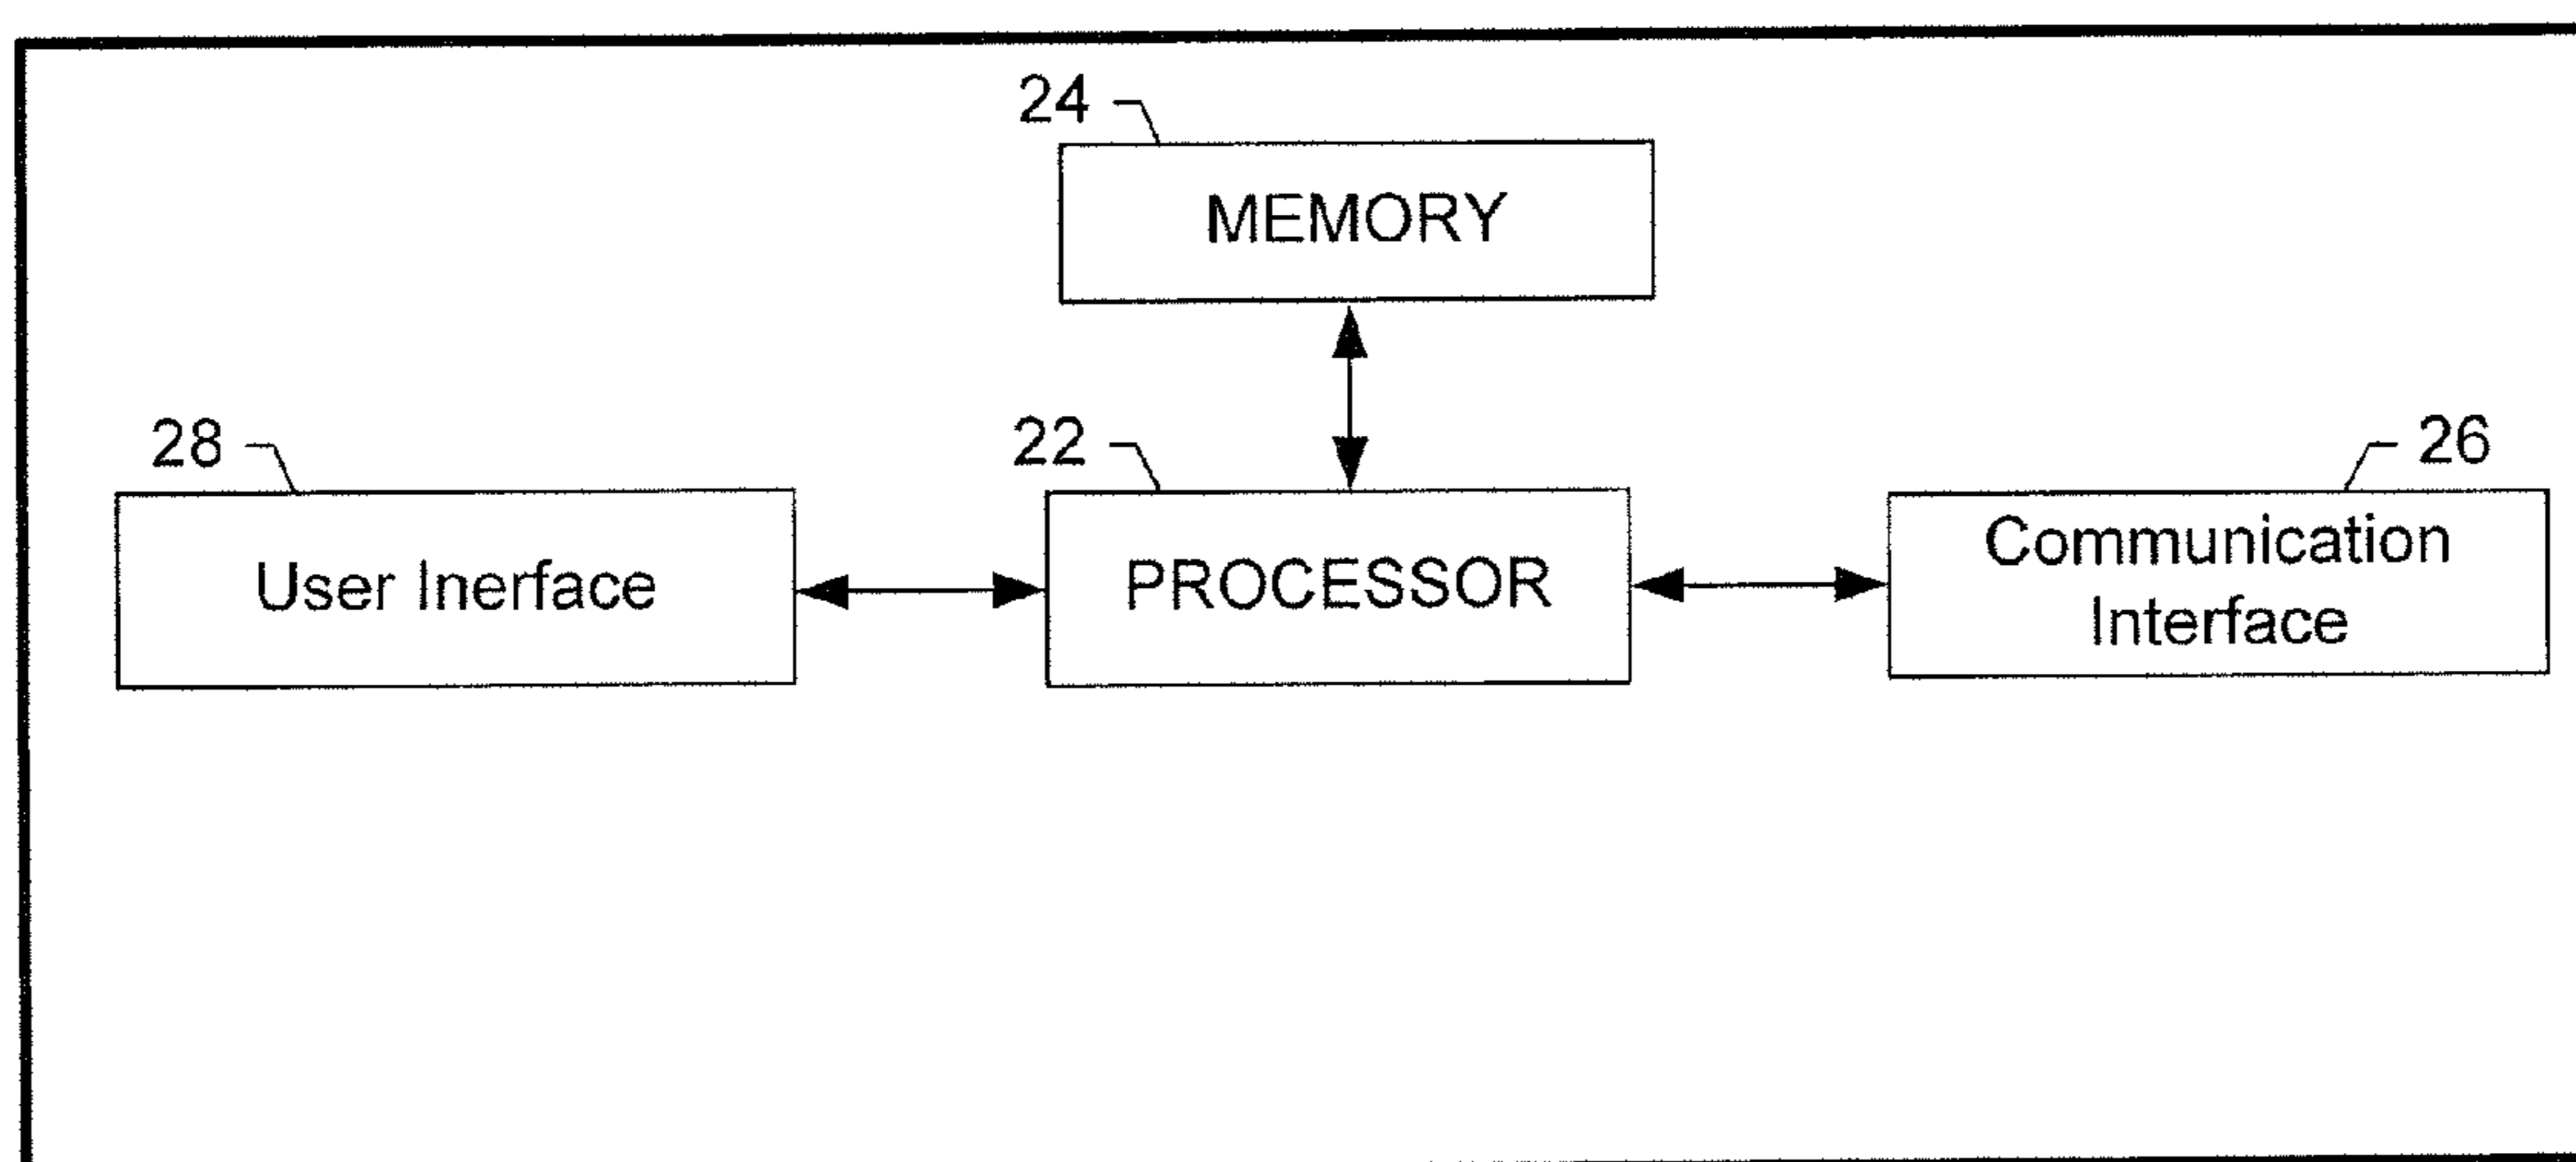 24
MEMORY
28
22
26
User Inerface
PROCESSOR
Communication
Interface